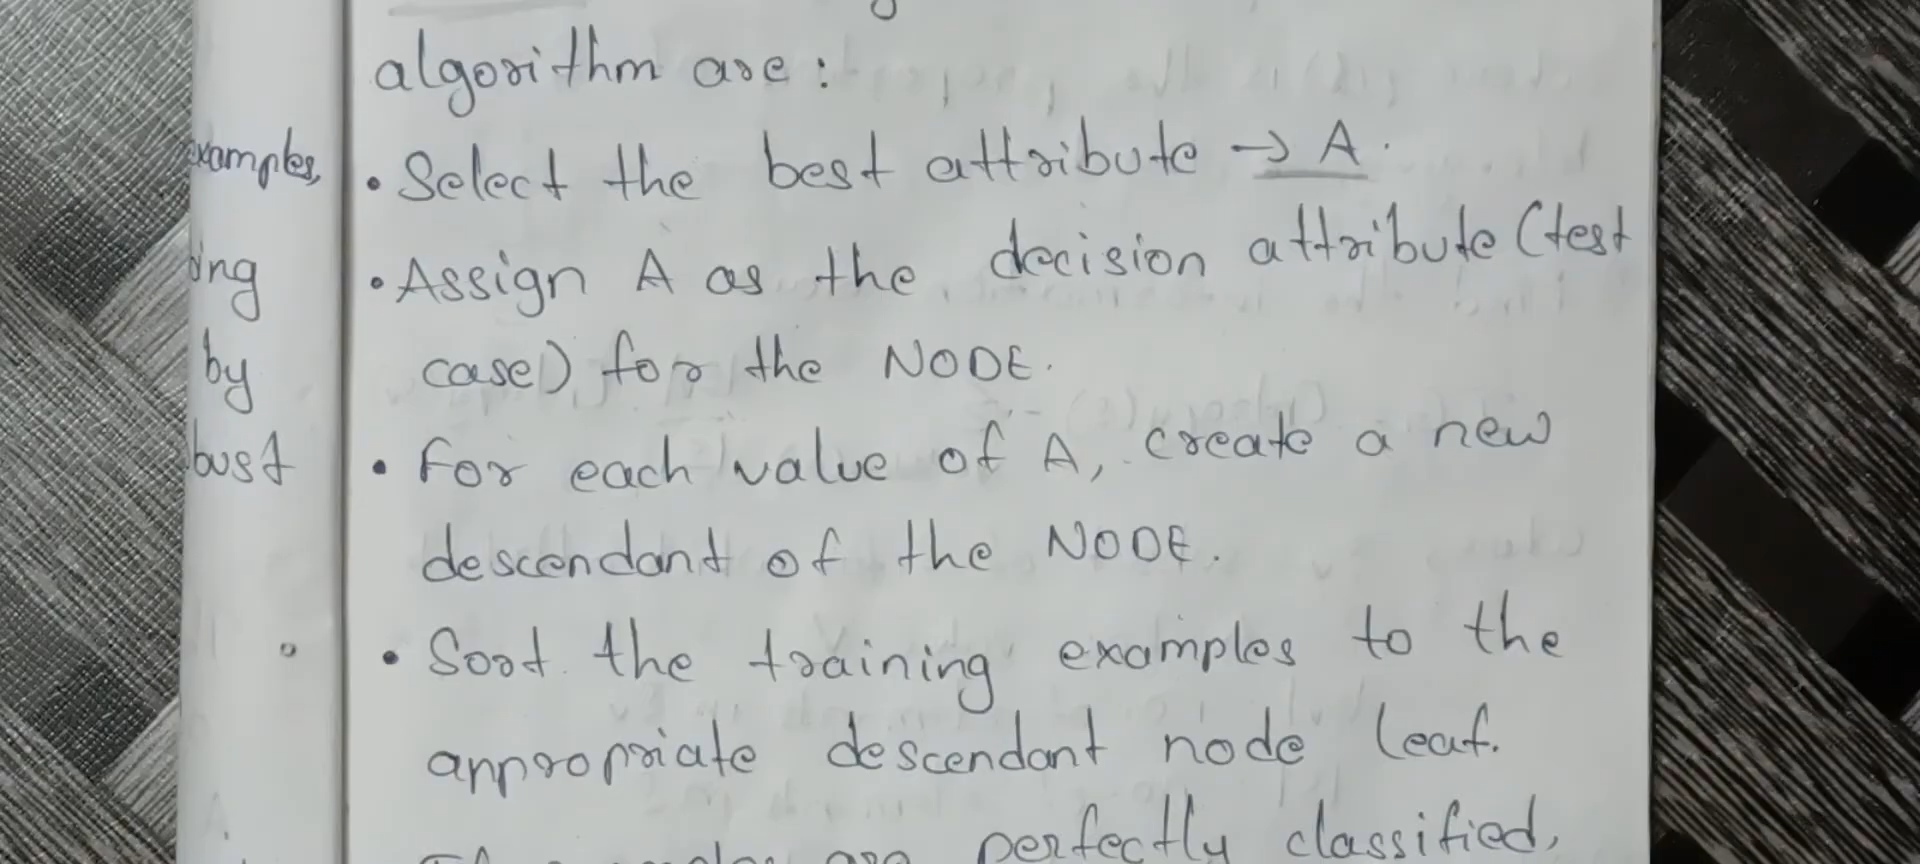 algorithm are:
• Select the best attribute → A.
• Assign A as the decision attribute (test
case) for the NODE.
• For each value of A, create a new
descendant of the NODE.
• Sort the training examples to the
appropriate descendant node leaf.
are perfectly classified,
examples,
ing
by
bust